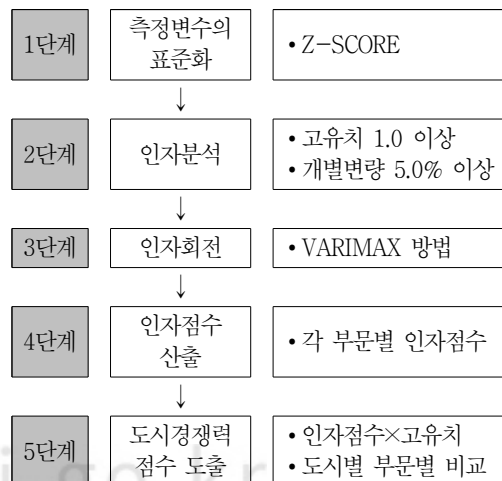 1단계
측정변수의
표준화
• Z-SCORE
2단계
인자분석
• 고유치 1.0 이상
• 개별변량 5.0% 이상
3단계
인자회전
• VARIMAX 방법
4단계
인자점수
산출
• 각 부문별 인자점수
5단계
도시경쟁력
점수 도출
• 인자점수×고유치
• 도시별 부문별 비교